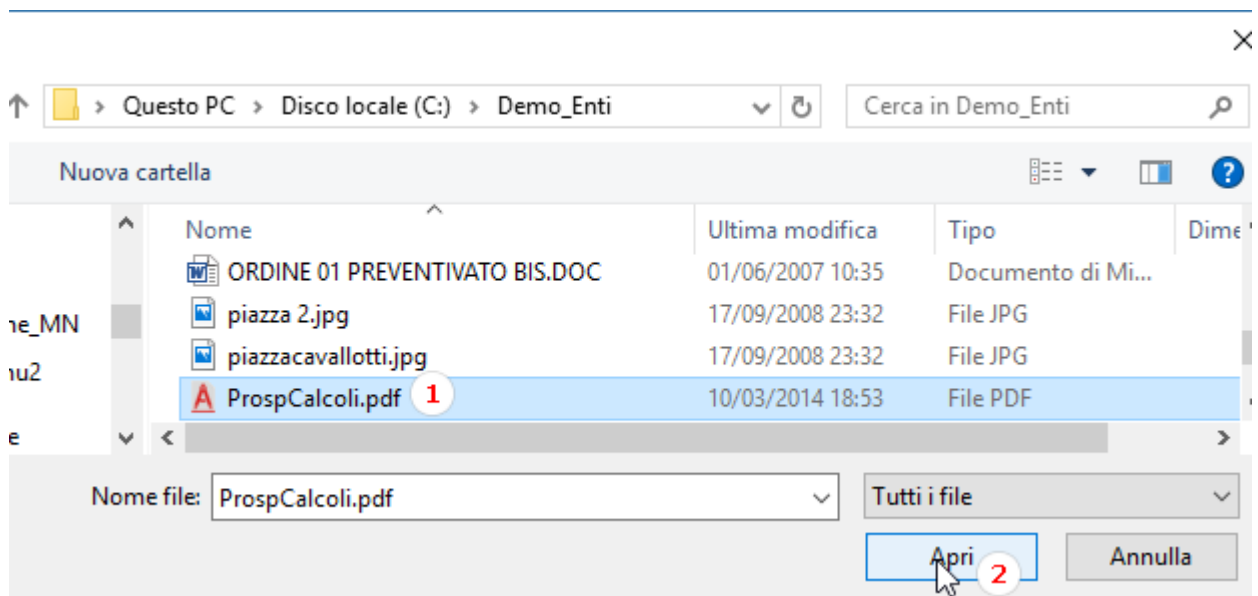 Questo PC > Disco locale (C:) > Demo_Enti Cerca in Demo_Enti
Nuova cartella ?
Nome Ultima modifica Tipo Dime
ORDINE 01 PREVENTIVATO BIS.DOC 01/06/2007 10:35 Documento di Mi...
piazza 2.jpg 17/09/2008 23:32 File JPG
ne_MN
piazzacavallotti.jpg 17/09/2008 23:32 File JPG
nu2
ProspCalcoli.pdf 1 10/03/2014 18:53 File PDF
e
Nome file: ProspCalcoli.pdf Tutti i file
Apri 2 Annulla